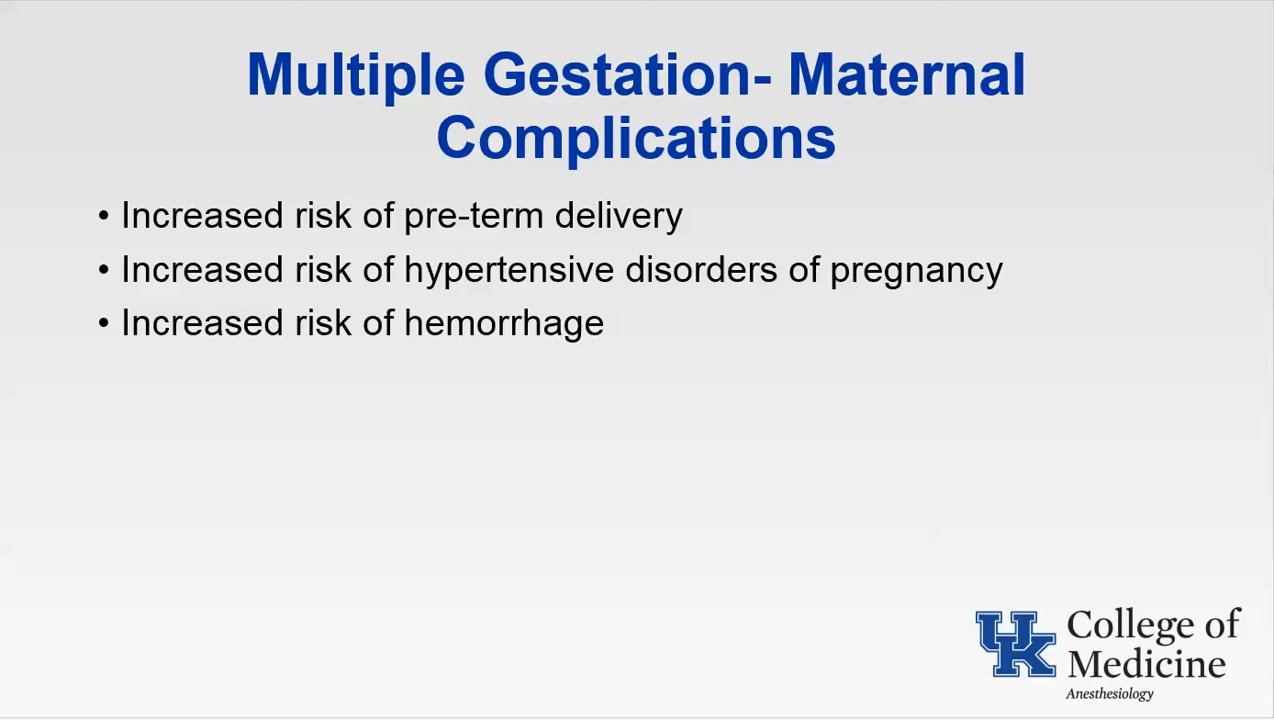 Multiple Gestation- Maternal
Complications
• Increased risk of pre-term delivery
• Increased risk of hypertensive disorders of pregnancy
• Increased risk of hemorrhage
UK
College of
Medicine
Anesthesiology